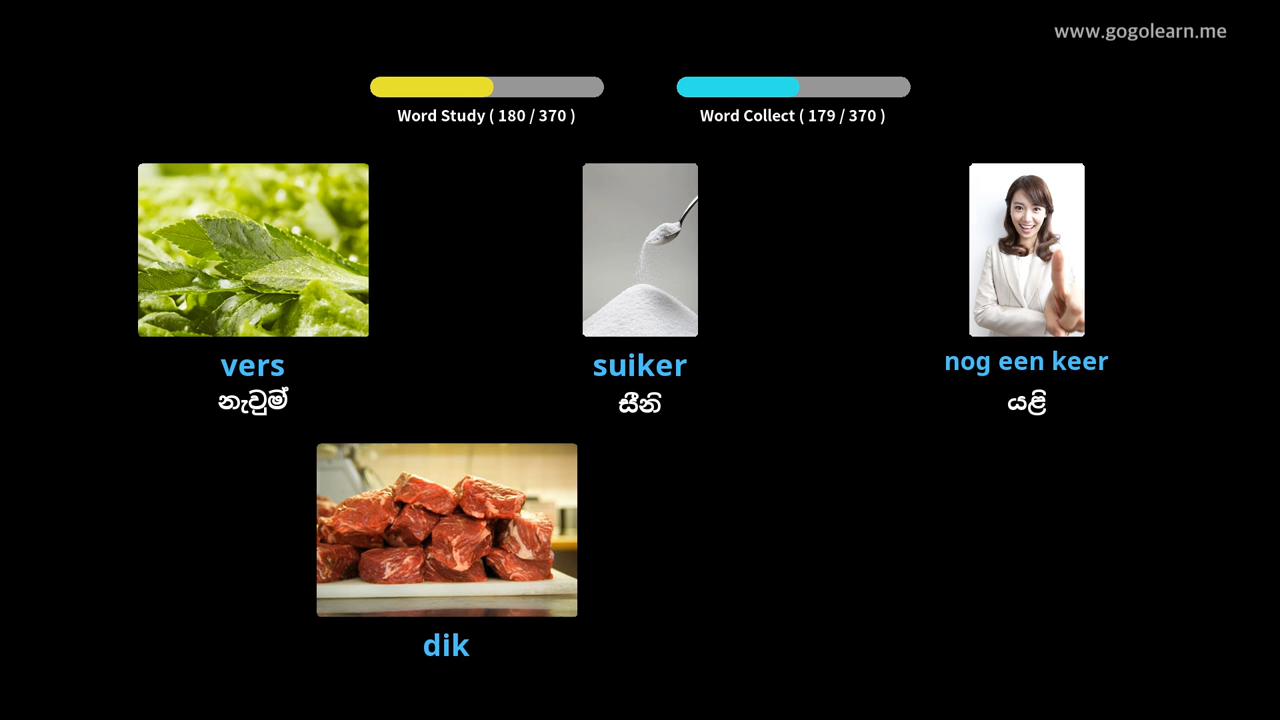 www.gogolearn.me
Word Study ( 180 / 370 )
Word Collect ( 179 / 370 )
vers
suiker
nog een keer
නැවුම්
සීනි
යළි
dik